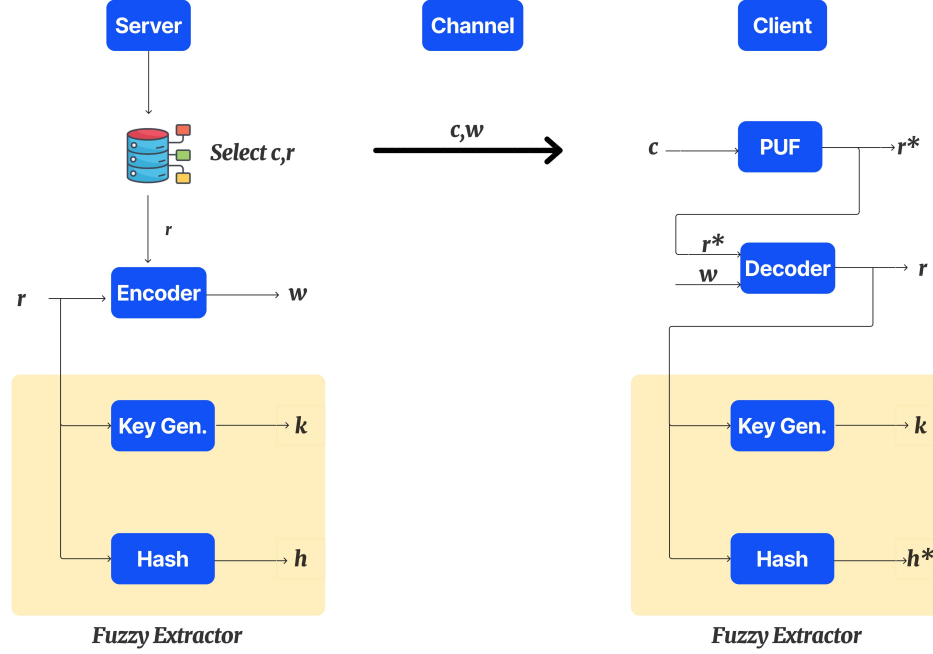 Server
Channel
Client
Select c,r
c,w
c
PUF
r*
r
r*
w
Decoder
r
r
Encoder
w
Key Gen.
k
Key Gen.
k
Hash
h
Hash
h*
Fuzzy Extractor
Fuzzy Extractor